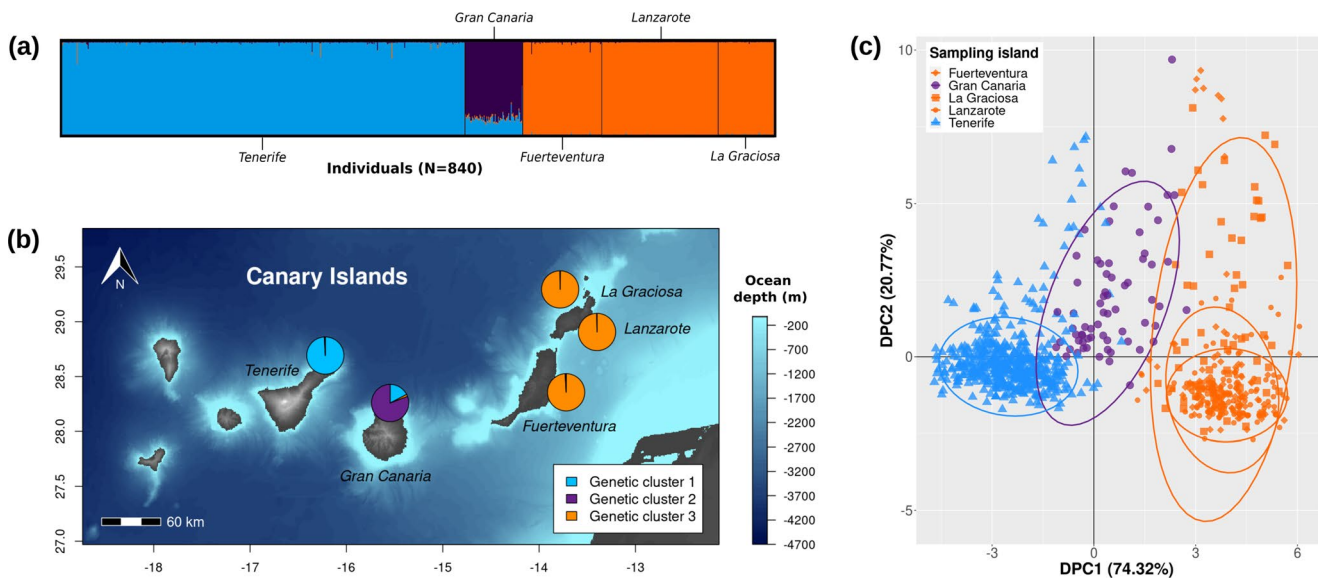 (a)
Gran Canaria
Lanzarote
Tenerife
Fuerteventura
La Graciosa
Individuals (N=840)
(b)
Canary Islands
N
La Graciosa
Lanzarote
Tenerife
Fuerteventura
Gran Canaria
60 km
Genetic cluster 1
Genetic cluster 2
Genetic cluster 3
29.5
29.0
28.5
28.0
27.5
27.0
-18
-17
-16
-15
-14
-13
Ocean
depth (m)
-200
-700
-1200
-1700
-2200
-2700
-3200
-3700
-4200
-4700
(c)
Sampling island
Fuerteventura
Gran Canaria
La Graciosa
Lanzarote
Tenerife
DPC2 (20.77%)
10
5
0
-5
-3
0
3
6
DPC1 (74.32%)